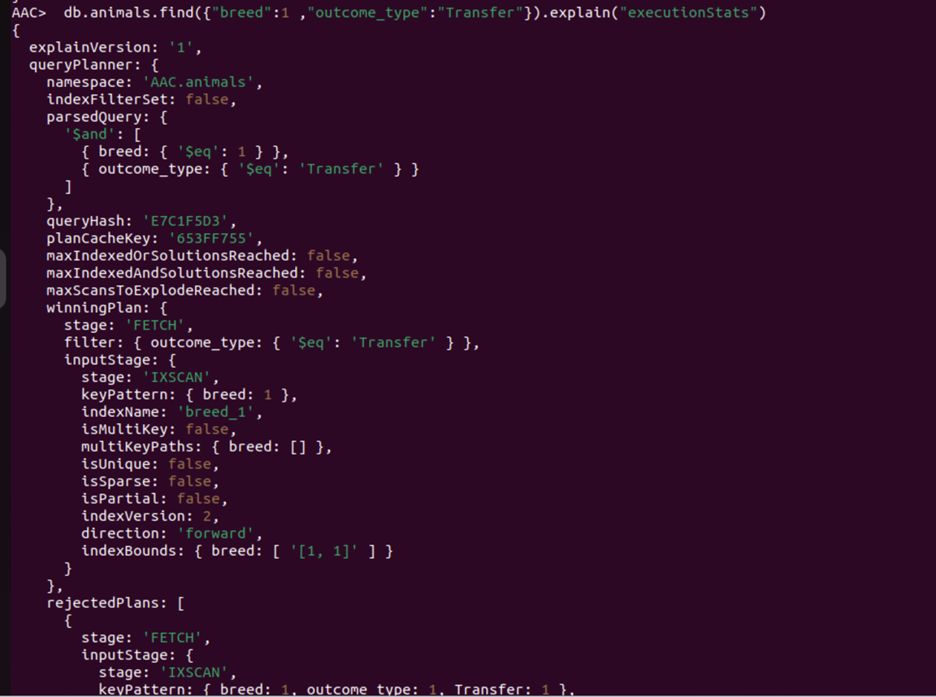 AAC>  db.animals.find({"breed":1 ,"outcome_type":"Transfer"}).explain("executionStats")
{
  explainVersion: '1',
  queryPlanner: {
    namespace: 'AAC.animals',
    indexFilterSet: false,
    parsedQuery: {
      '$and': [
        { breed: { '$eq': 1 } },
        { outcome_type: { '$eq': 'Transfer' } }
      ]
    },
    queryHash: 'E7C1F5D3',
    planCacheKey: '653FF755',
    maxIndexedOrSolutionsReached: false,
    maxIndexedAndSolutionsReached: false,
    maxScansToExplodeReached: false,
    winningPlan: {
      stage: 'FETCH',
      filter: { outcome_type: { '$eq': 'Transfer' } },
      inputStage: {
        stage: 'IXSCAN',
        keyPattern: { breed: 1 },
        indexName: 'breed_1',
        isMultiKey: false,
        multiKeyPaths: { breed: [] },
        isUnique: false,
        isSparse: false,
        isPartial: false,
        indexVersion: 2,
        direction: 'forward',
        indexBounds: { breed: [ '[1, 1]' ] }
      }
    },
    rejectedPlans: [
      {
        stage: 'FETCH',
        inputStage: {
          stage: 'IXSCAN',
          keyPattern: { breed: 1, outcome_type: 1, Transfer: 1 },